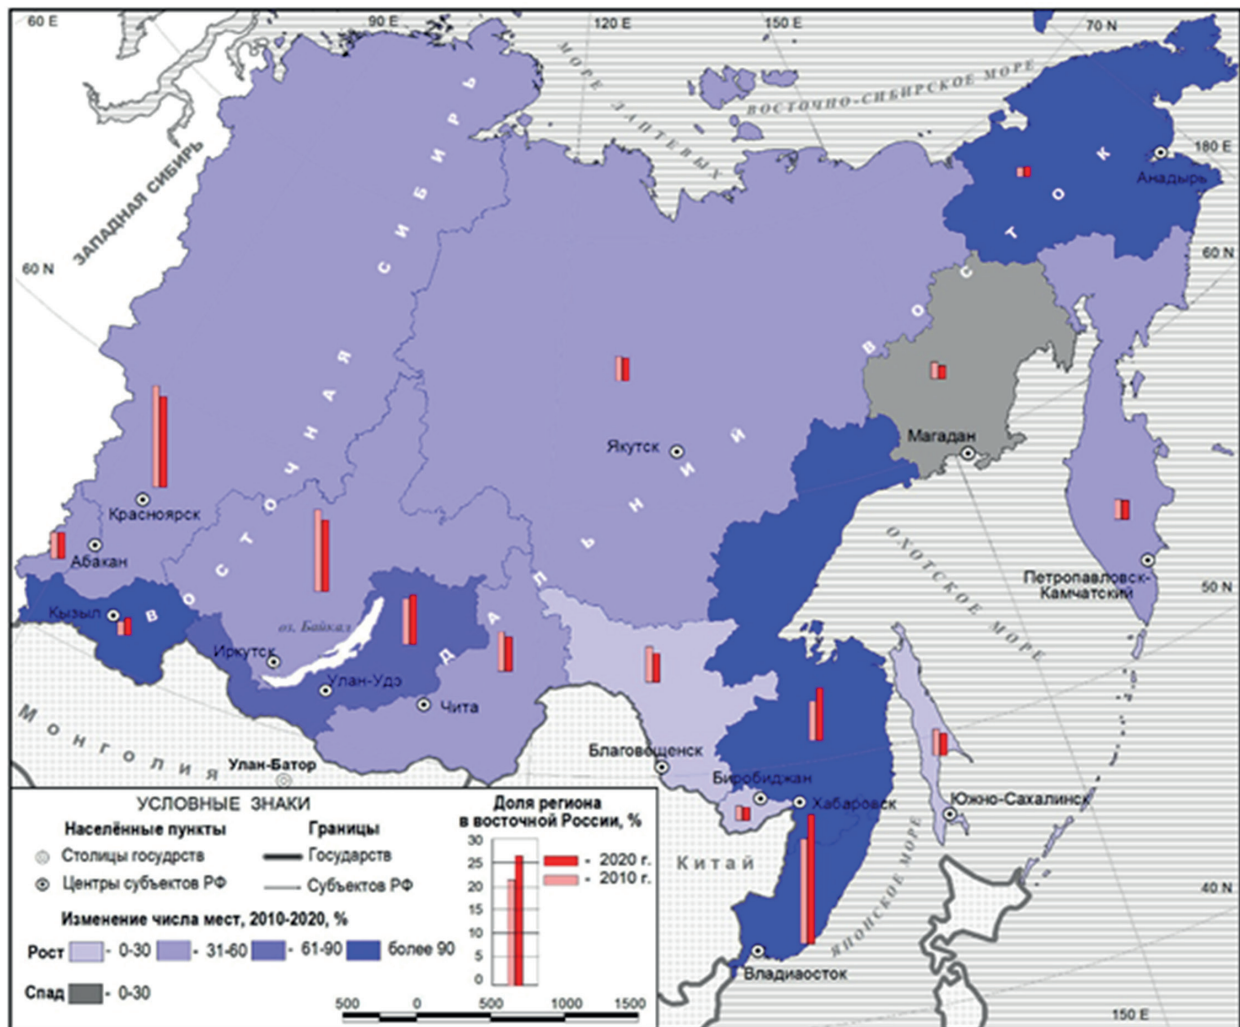 60 E
90 E
120 E
150 E
70 N
МОРЕ ЛАПТЕВЫХ
ВОСТОЧНО-СИБИРСКОЕ МОРЕ
180 E
Анадырь
ЗАПАДНАЯ СИБИРЬ
60 N
60 N
ВОСТОЧНАЯ СИБИРЬ
ДАЛЬНИЙ ВОСТОК
Магадан
Якутск
Красноярск
Абакан
ОХОТСКОЕ МОРЕ
Петропавловск-
Камчатский
50 N
Кызыл
оз. Байкал
Иркутск
Улан-Удэ
Чита
Монголия
Улан-Батор
Благовещенск
Биробиджан
Хабаровск
Южно-Сахалинск
Китай
ЯПОНСКОЕ МОРЕ
40 N
Владиаосток
150 E
УСЛОВНЫЕ ЗНАКИ
Населённые пункты
Границы
Столицы госудрств
Государств
Центры субъектов РФ
Субъектов РФ
Изменение числа мест, 2010-2020, %
Рост
- 0-30
- 31-60
- 61-90
более 90
Спад
- 0-30
Доля региона
в восточной России, %
30
25
20
15
10
5
0
- 2020 г.
- 2010 г.
500 0 500 1000 1500